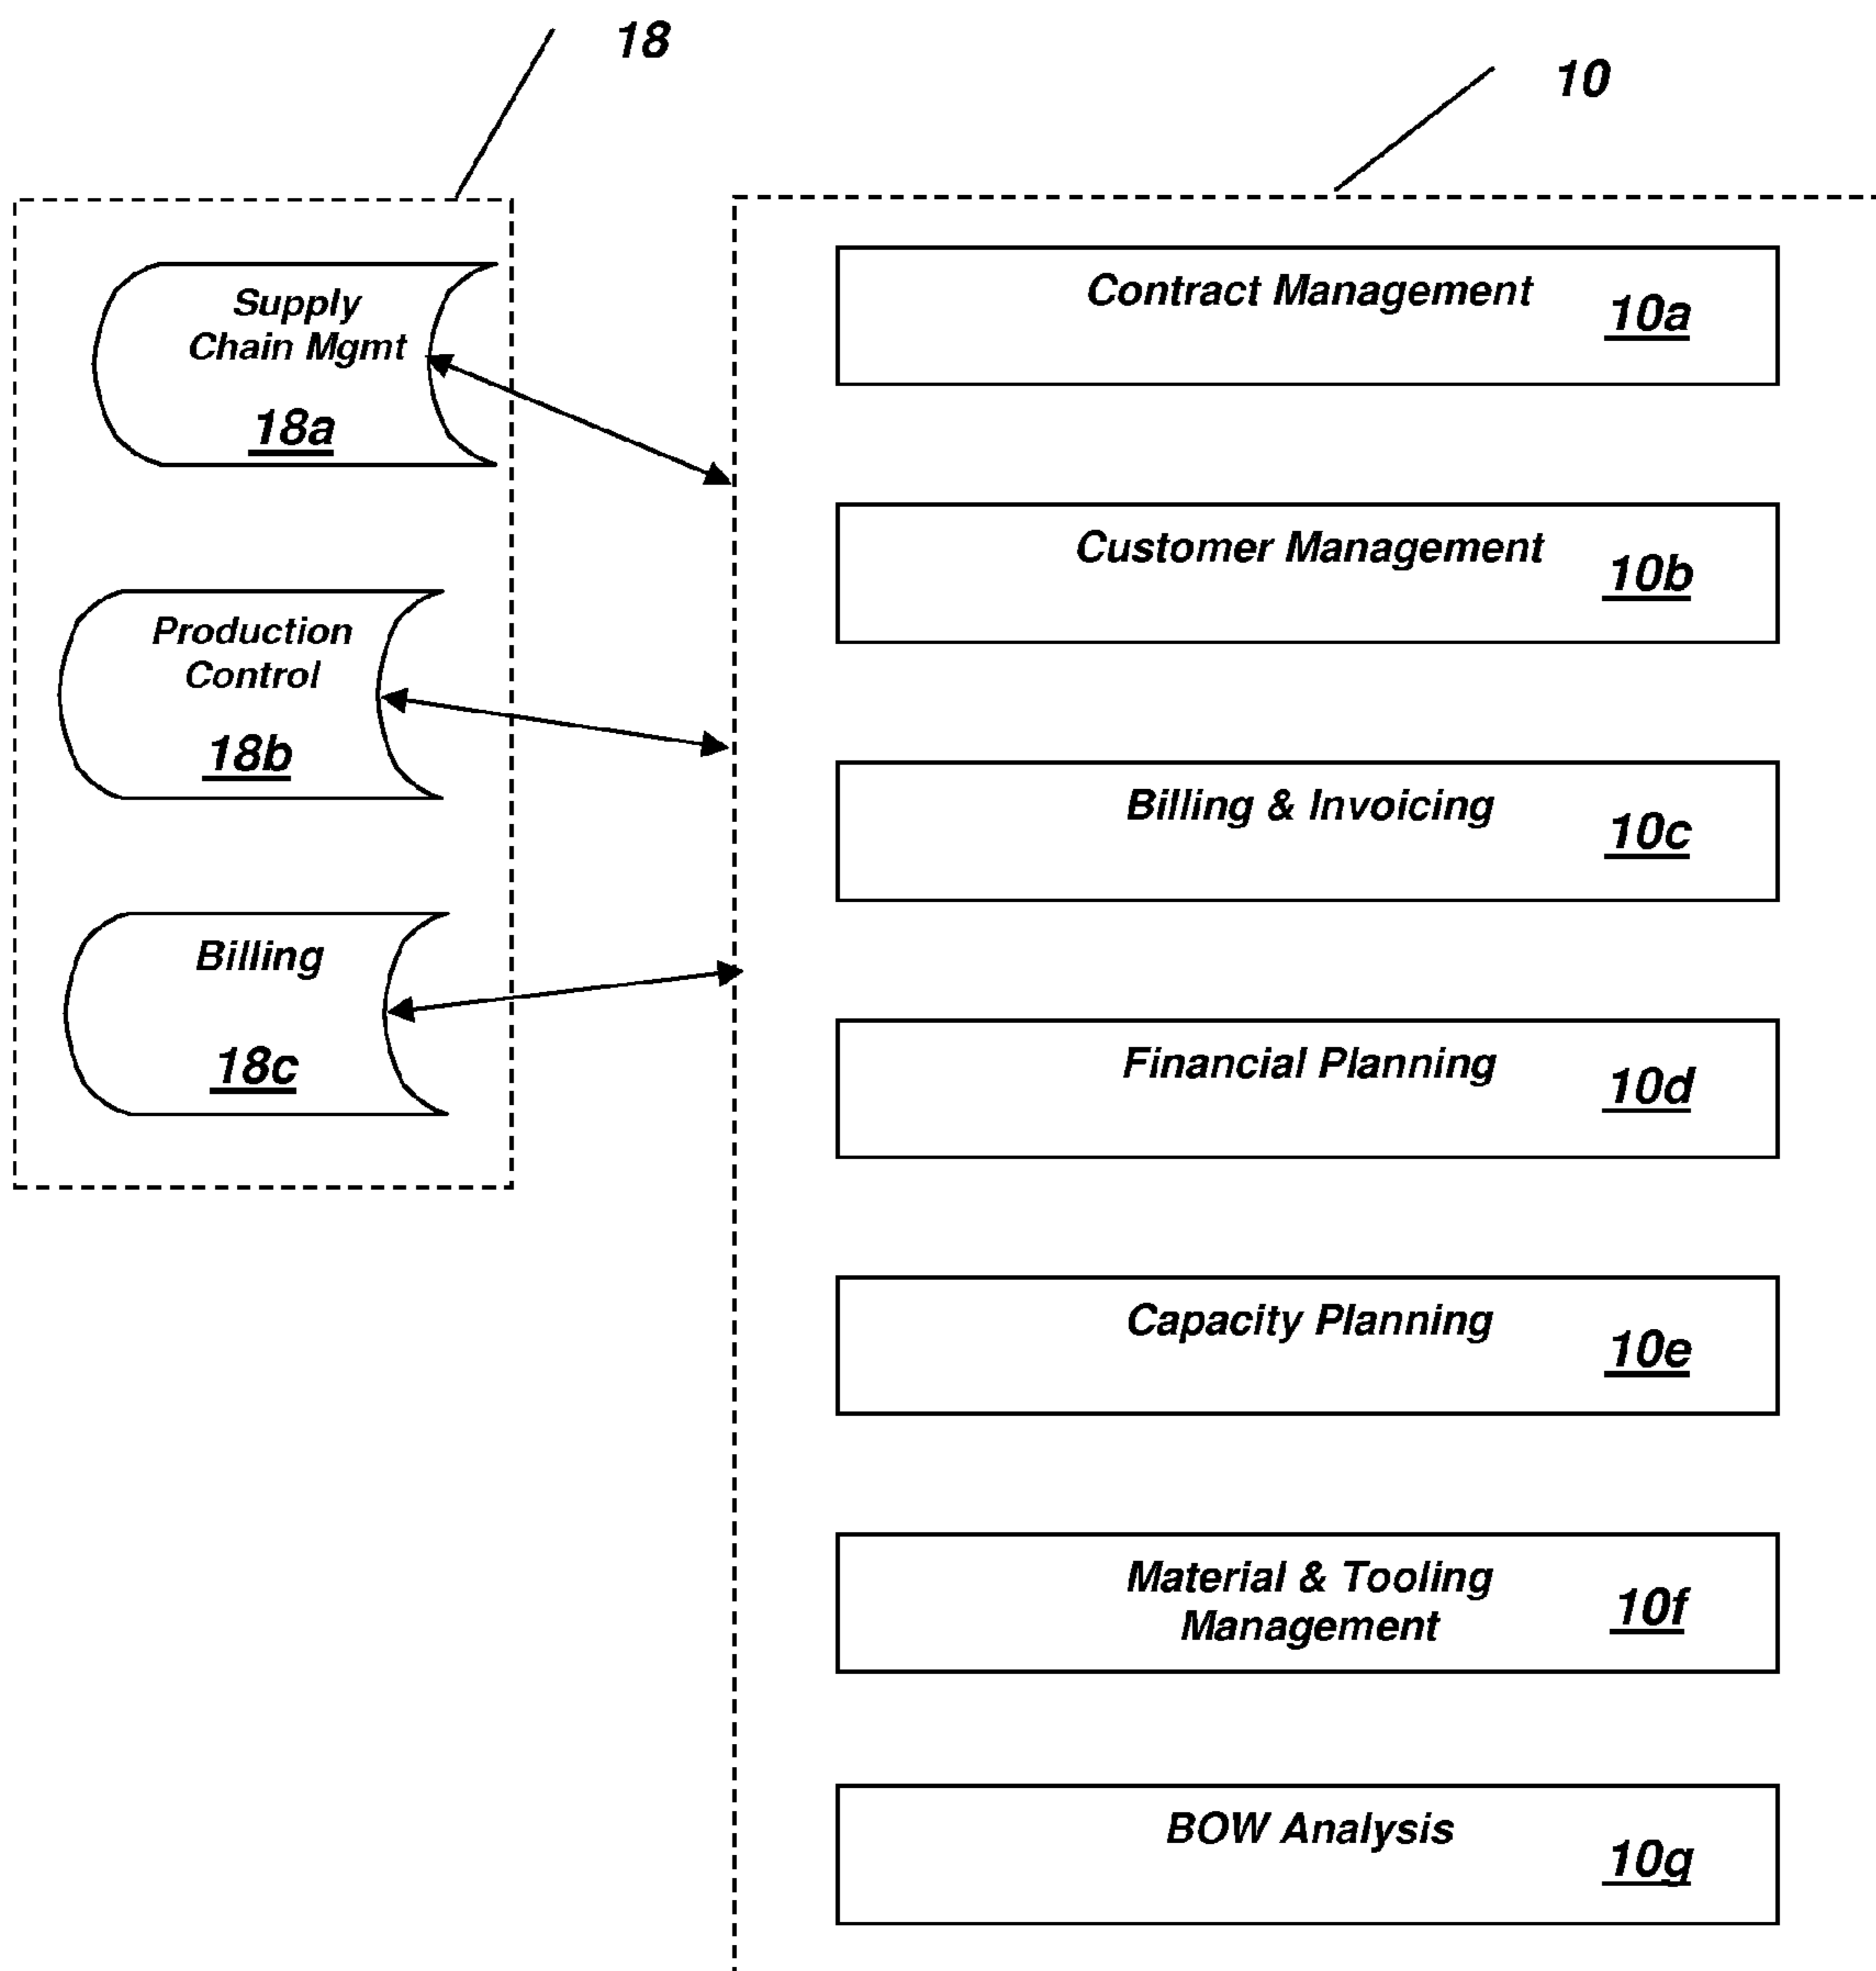 18
10
Supply
Chain Mgmt
18a
Production
Control
18b
Billing
18c
Contract Management
10a
Customer Management
10b
Billing & Invoicing
10c
Financial Planning
10d
Capacity Planning
10e
Material & Tooling
Management
10f
BOW Analysis
10g